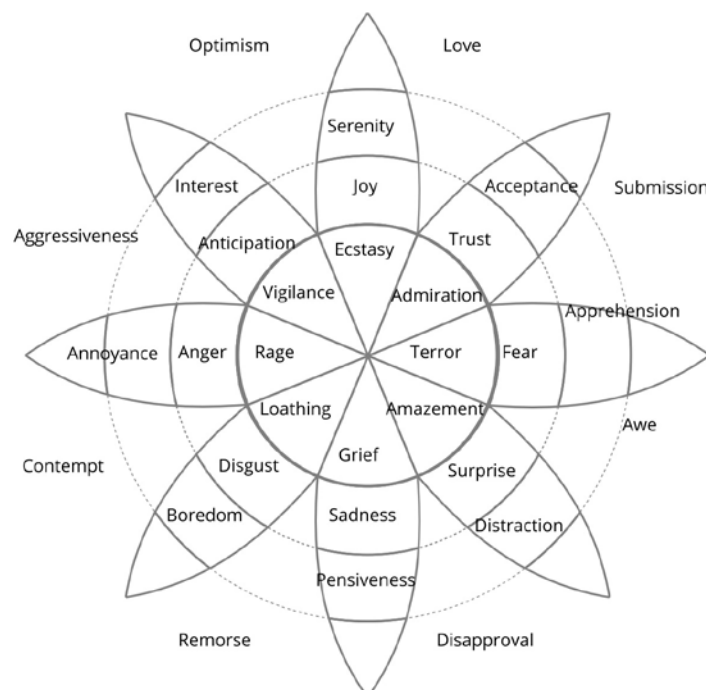 Optimism
Love
Serenity
Interest
Joy
Acceptance
Submission
Aggressiveness
Anticipation
Ecstasy
Trust
Vigilance
Admiration
Apprehension
Annoyance
Anger
Rage
Terror
Fear
Loathing
Amazement
Awe
Contempt
Disgust
Grief
Surprise
Boredom
Sadness
Distraction
Pensiveness
Remorse
Disapproval